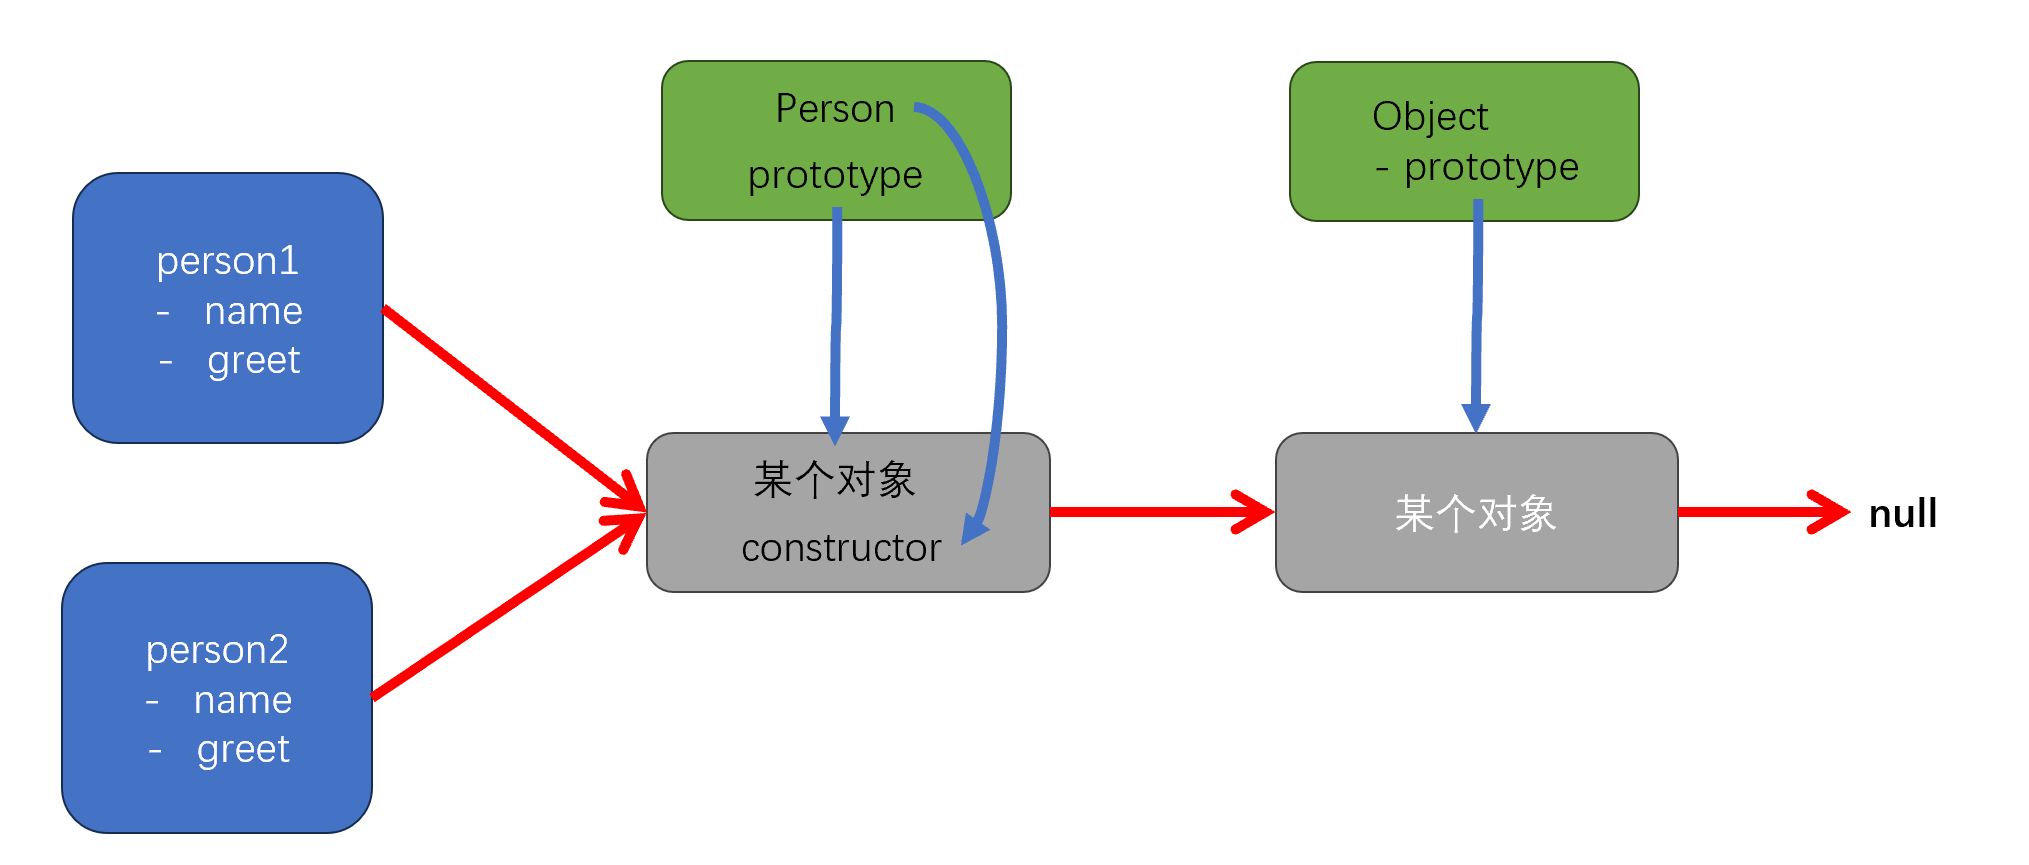 person1
- name
- greet
person2
- name
- greet
Person
prototype
某个对象
constructor
Object
- prototype
某个对象
null